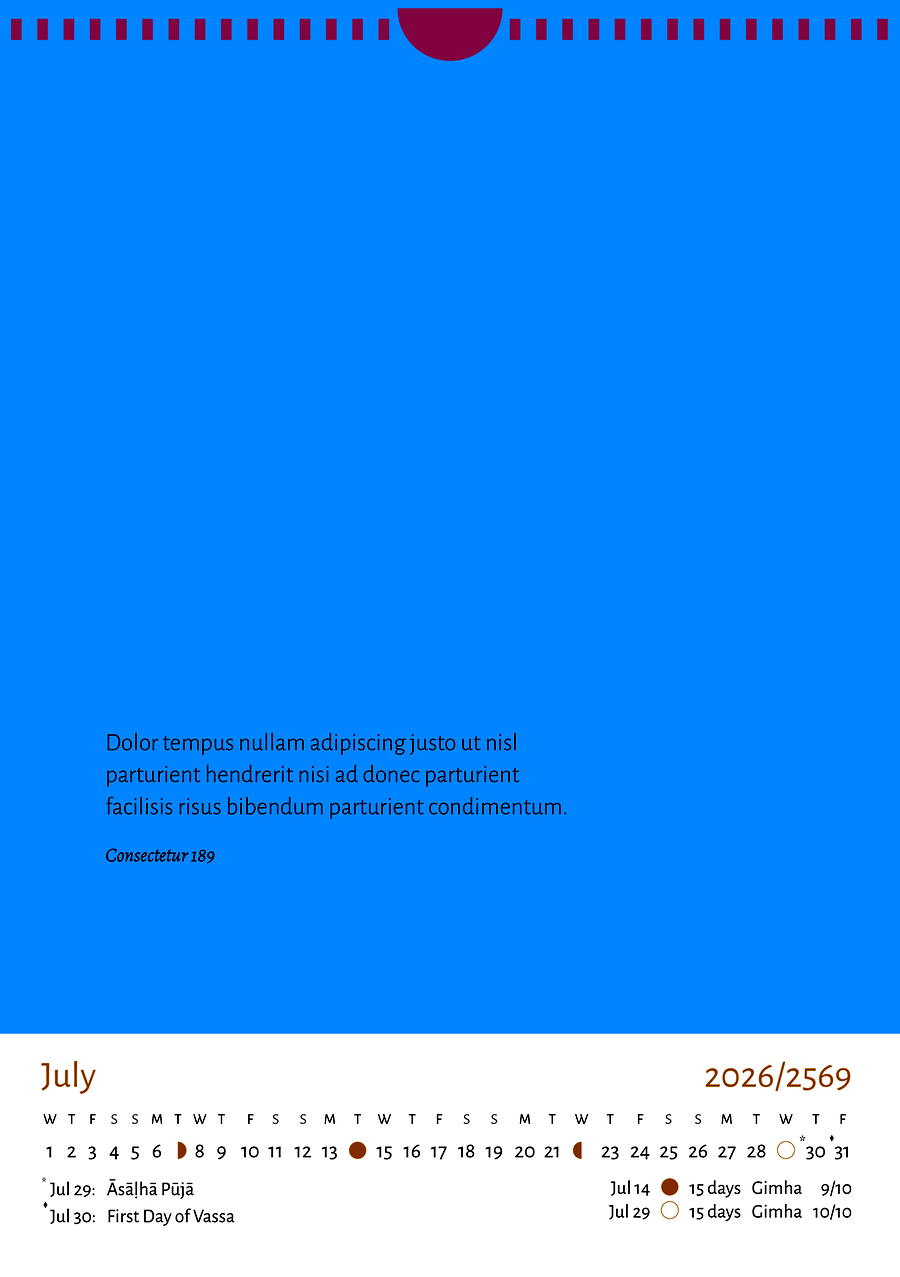 Dolor tempus nullam adipiscing justo ut nisl
parturient hendrerit nisi ad donec parturient
facilisis risus bibendum parturient condimentum.
Consectetur 189
July 2026/2569
W T F S S M T W T F S S M T W T F S S M T W T F S S M T W T F
1 2 3 4 5 6 8 9 10 11 12 13 15 16 17 18 19 20 21 23 24 25 26 27 28 *30 ♦31
* Jul 29: Āsāḷhā Pūjā
♦ Jul 30: First Day of Vassa
Jul 14 15 days Gimha 9/10
Jul 29 15 days Gimha 10/10